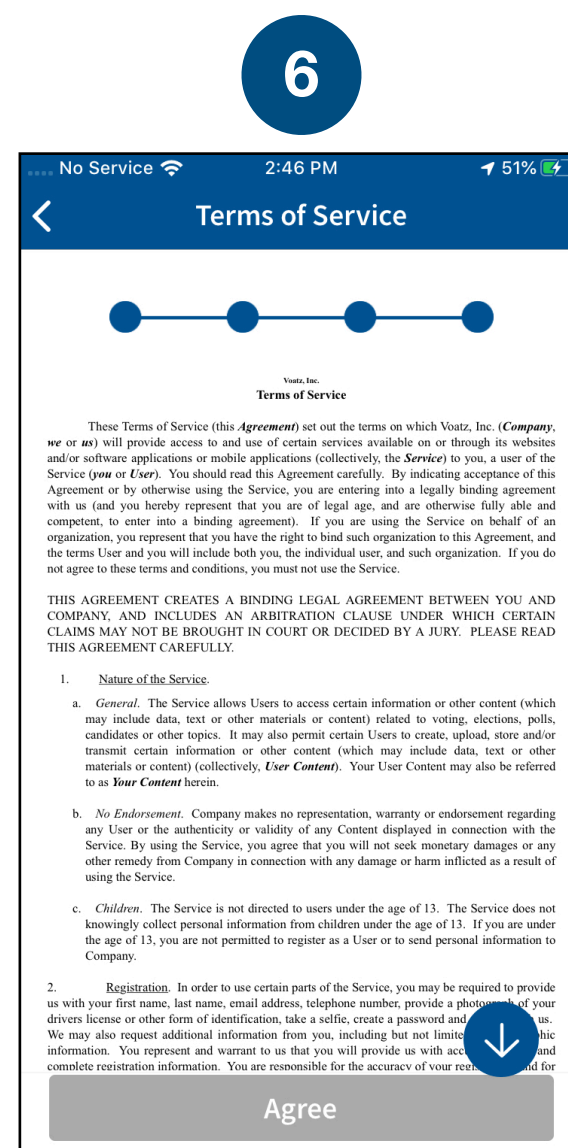 6
No Service 2:46 PM 51%
Terms of Service
Voatz, Inc.
Terms of Service
These Terms of Service (this Agreement) set out the terms on which Voatz, Inc. (Company,
we or us) will provide access to and use of certain services available on or through its websites
and/or software applications or mobile applications (collectively, the Service) to you, a user of the
Service (you or User). You should read this Agreement carefully. By indicating acceptance of this
Agreement or by otherwise using the Service, you are entering into a legally binding agreement
with us (and you hereby represent that you are of legal age, and are otherwise fully able and
competent, to enter into a binding agreement). If you are using the Service on behalf of an
organization, you represent that you have the right to bind such organization to this Agreement, and
the terms User and you will include both you, the individual user, and such organization. If you do
not agree to these terms and conditions, you must not use the Service.
THIS AGREEMENT CREATES A BINDING LEGAL AGREEMENT BETWEEN YOU AND
COMPANY, AND INCLUDES AN ARBITRATION CLAUSE UNDER WHICH CERTAIN
CLAIMS MAY NOT BE BROUGHT IN COURT OR DECIDED BY A JURY. PLEASE READ
THIS AGREEMENT CAREFULLY.
1. Nature of the Service.
a. General. The Service allows Users to access certain information or other content (which
may include data, text or other materials or content) related to voting, elections, polls,
candidates or other topics. It may also permit certain Users to create, upload, store and/or
transmit certain information or other content (which may include data, text or other
materials or content) (collectively, User Content). Your User Content may also be referred
to as Your Content herein.
b. No Endorsement. Company makes no representation, warranty or endorsement regarding
any User or the authenticity or validity of any Content displayed in connection with the
Service. By using the Service, you agree that you will not seek monetary damages or any
other remedy from Company in connection with any damage or harm inflicted as a result of
using the Service.
c. Children. The Service is not directed to users under the age of 13. The Service does not
knowingly collect personal information from children under the age of 13. If you are under
the age of 13, you are not permitted to register as a User or to send personal information to
Company.
2. Registration. In order to use certain parts of the Service, you may be required to provide
us with your first name, last name, email address, telephone number, provide a photograph of your
drivers license or other form of identification, take a selfie, create a password and us.
We may also request additional information from you, including but not limite hic
information. You represent and warrant to us that you will provide us with acc and
complete registration information. You are responsible for the accuracy of your regis nd for
Agree